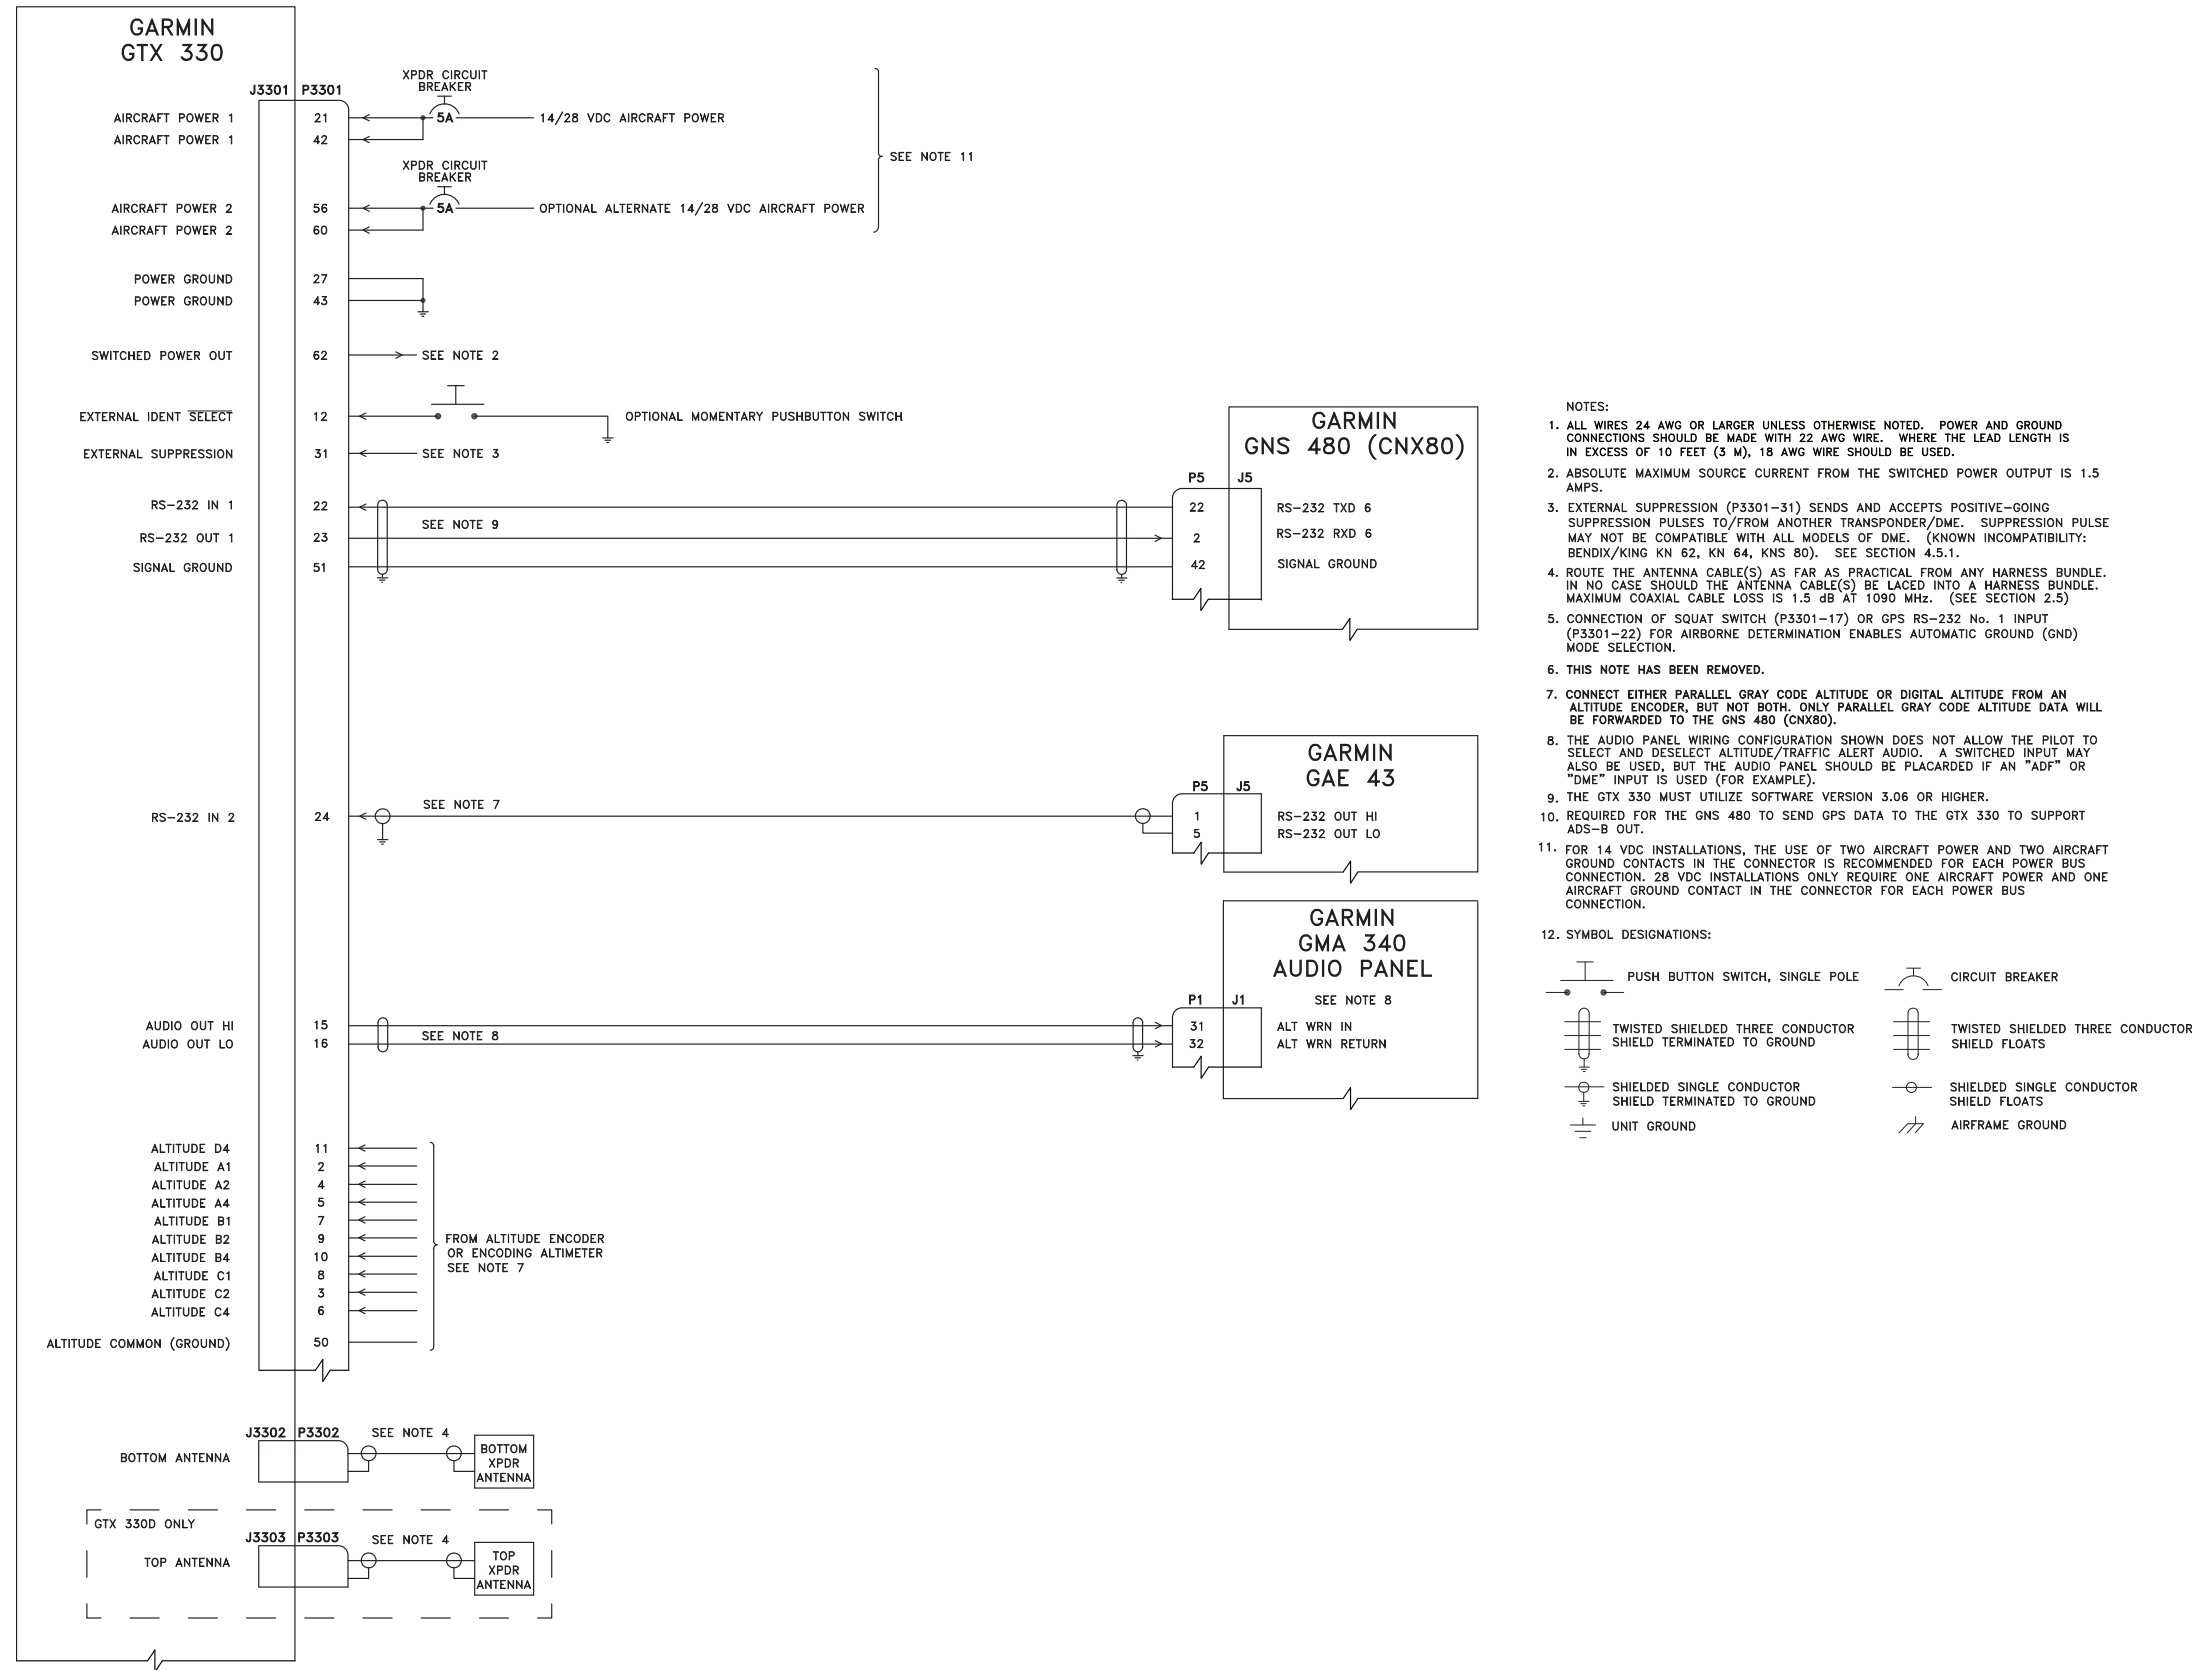 GARMIN
GTX 330
J3301 P3301
XPDR CIRCUIT
BREAKER
AIRCRAFT POWER 1 21 5A 14/28 VDC AIRCRAFT POWER
AIRCRAFT POWER 1 42
SEE NOTE 11
XPDR CIRCUIT
BREAKER
AIRCRAFT POWER 2 56 5A OPTIONAL ALTERNATE 14/28 VDC AIRCRAFT POWER
AIRCRAFT POWER 2 60
POWER GROUND 27
POWER GROUND 43
SWITCHED POWER OUT 62 SEE NOTE 2
EXTERNAL IDENT SELECT 12 OPTIONAL MOMENTARY PUSHBUTTON SWITCH
EXTERNAL SUPPRESSION 31 SEE NOTE 3
RS-232 IN 1 22
SEE NOTE 9
RS-232 OUT 1 23
SIGNAL GROUND 51
GARMIN
GNS 480 (CNX80)
P5 J5
22 RS-232 TXD 6
2 RS-232 RXD 6
42 SIGNAL GROUND
RS-232 IN 2 24 SEE NOTE 7
GARMIN
GAE 43
P5 J5
1 RS-232 OUT HI
5 RS-232 OUT LO
GARMIN
GMA 340
AUDIO PANEL
P1 J1 SEE NOTE 8
31 ALT WRN IN
32 ALT WRN RETURN
AUDIO OUT HI 15
SEE NOTE 8
AUDIO OUT LO 16
ALTITUDE D4 11
ALTITUDE A1 2
ALTITUDE A2 4
ALTITUDE A4 5
ALTITUDE B1 7
ALTITUDE B2 9
ALTITUDE B4 10
ALTITUDE C1 8
ALTITUDE C2 3
ALTITUDE C4 6
ALTITUDE COMMON (GROUND) 50
FROM ALTITUDE ENCODER
OR ENCODING ALTIMETER
SEE NOTE 7
J3302 P3302 SEE NOTE 4
BOTTOM ANTENNA
BOTTOM
XPDR
ANTENNA
GTX 330D ONLY
J3303 P3303 SEE NOTE 4
TOP ANTENNA
TOP
XPDR
ANTENNA
NOTES:
1. ALL WIRES 24 AWG OR LARGER UNLESS OTHERWISE NOTED. POWER AND GROUND
CONNECTIONS SHOULD BE MADE WITH 22 AWG WIRE. WHERE THE LEAD LENGTH IS
IN EXCESS OF 10 FEET (3 M), 18 AWG WIRE SHOULD BE USED.
2. ABSOLUTE MAXIMUM SOURCE CURRENT FROM THE SWITCHED POWER OUTPUT IS 1.5
AMPS.
3. EXTERNAL SUPPRESSION (P3301-31) SENDS AND ACCEPTS POSITIVE-GOING
SUPPRESSION PULSES TO/FROM ANOTHER TRANSPONDER/DME. SUPPRESSION PULSE
MAY NOT BE COMPATIBLE WITH ALL MODELS OF DME. (KNOWN INCOMPATIBILITY:
BENDIX/KING KN 62, KN 64, KNS 80). SEE SECTION 4.5.1.
4. ROUTE THE ANTENNA CABLE(S) AS FAR AS PRACTICAL FROM ANY HARNESS BUNDLE.
IN NO CASE SHOULD THE ANTENNA CABLE(S) BE LACED INTO A HARNESS BUNDLE.
MAXIMUM COAXIAL CABLE LOSS IS 1.5 dB AT 1090 MHz. (SEE SECTION 2.5)
5. CONNECTION OF SQUAT SWITCH (P3301-17) OR GPS RS-232 No. 1 INPUT
(P3301-22) FOR AIRBORNE DETERMINATION ENABLES AUTOMATIC GROUND (GND)
MODE SELECTION.
6. THIS NOTE HAS BEEN REMOVED.
7. CONNECT EITHER PARALLEL GRAY CODE ALTITUDE OR DIGITAL ALTITUDE FROM AN
ALTITUDE ENCODER, BUT NOT BOTH. ONLY PARALLEL GRAY CODE ALTITUDE DATA WILL
BE FORWARDED TO THE GNS 480 (CNX80).
8. THE AUDIO PANEL WIRING CONFIGURATION SHOWN DOES NOT ALLOW THE PILOT TO
SELECT AND DESELECT ALTITUDE/TRAFFIC ALERT AUDIO. A SWITCHED INPUT MAY
ALSO BE USED, BUT THE AUDIO PANEL SHOULD BE PLACARDED IF AN "ADF" OR
"DME" INPUT IS USED (FOR EXAMPLE).
9. THE GTX 330 MUST UTILIZE SOFTWARE VERSION 3.06 OR HIGHER.
10. REQUIRED FOR THE GNS 480 TO SEND GPS DATA TO THE GTX 330 TO SUPPORT
ADS-B OUT.
11. FOR 14 VDC INSTALLATIONS, THE USE OF TWO AIRCRAFT POWER AND TWO AIRCRAFT
GROUND CONTACTS IN THE CONNECTOR IS RECOMMENDED FOR EACH POWER BUS
CONNECTION. 28 VDC INSTALLATIONS ONLY REQUIRE ONE AIRCRAFT POWER AND ONE
AIRCRAFT GROUND CONTACT IN THE CONNECTOR FOR EACH POWER BUS
CONNECTION.
12. SYMBOL DESIGNATIONS:
PUSH BUTTON SWITCH, SINGLE POLE
CIRCUIT BREAKER
TWISTED SHIELDED THREE CONDUCTOR
SHIELD TERMINATED TO GROUND
TWISTED SHIELDED THREE CONDUCTOR
SHIELD FLOATS
SHIELDED SINGLE CONDUCTOR
SHIELD TERMINATED TO GROUND
SHIELDED SINGLE CONDUCTOR
SHIELD FLOATS
UNIT GROUND
AIRFRAME GROUND